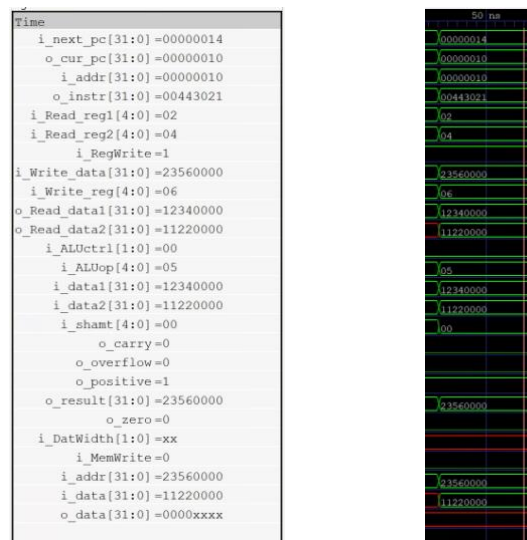 Time
i_next_pc[31:0]=00000014
o_cur_pc[31:0]=00000010
i_addr[31:0]=00000010
o_instr[31:0]=00443021
i_Read_reg1[4:0]=02
i_Read_reg2[4:0]=04
i_RegWrite=1
i_Write_data[31:0]=23560000
i_Write_reg[4:0]=06
o_Read_data1[31:0]=12340000
o_Read_data2[31:0]=11220000
i_ALUctrl[1:0]=00
i_ALUop[4:0]=05
i_data1[31:0]=12340000
i_data2[31:0]=11220000
i_shamt[4:0]=00
o_carry=0
o_overflow=0
o_positive=1
o_result[31:0]=23560000
o_zero=0
i_DatWidth[1:0]=xx
i_MemWrite=0
i_addr[31:0]=23560000
i_data[31:0]=11220000
o_data[31:0]=0000xxxx
50 ns
00000014
00000010
00000010
00443021
02
04
23560000
06
12340000
11220000
05
12340000
11220000
00
23560000
23560000
11220000